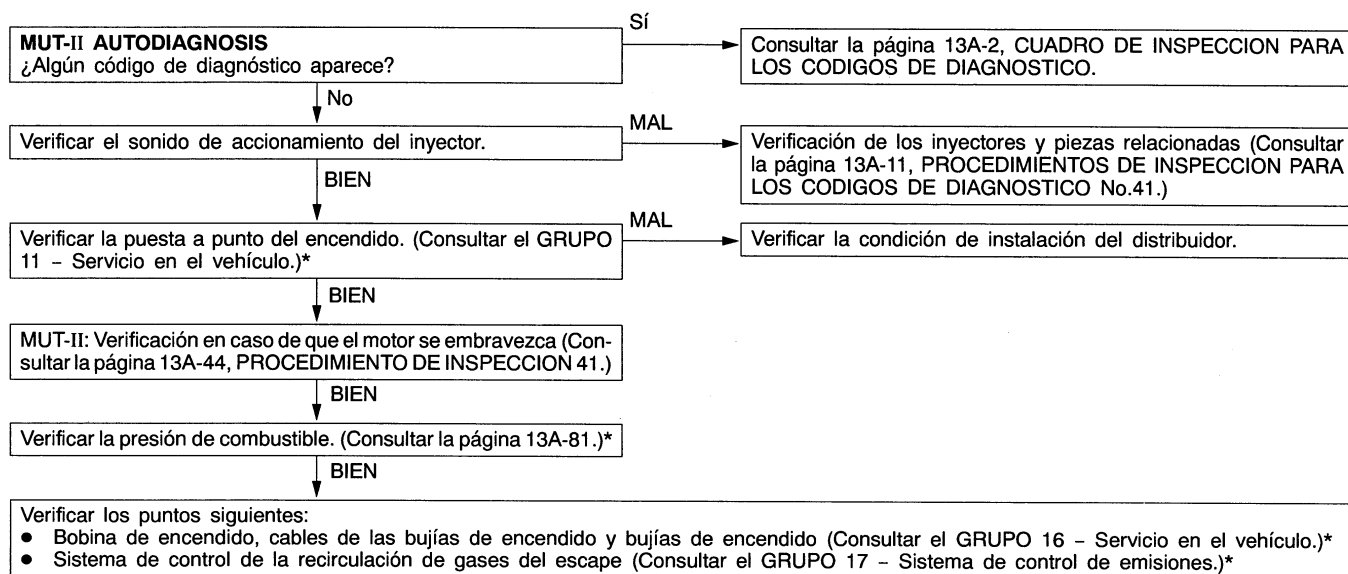 MUT-II AUTODIAGNOSIS
¿Algún código de diagnóstico aparece?
Sí
Consultar la página 13A-2, CUADRO DE INSPECCION PARA
LOS CODIGOS DE DIAGNOSTICO.
No
Verificar el sonido de accionamiento del inyector.
MAL
Verificación de los inyectores y piezas relacionadas (Consultar
la página 13A-11, PROCEDIMIENTOS DE INSPECCION PARA
LOS CODIGOS DE DIAGNOSTICO No.41.)
BIEN
Verificar la puesta a punto del encendido. (Consultar el GRUPO
11 – Servicio en el vehículo.)*
MAL
Verificar la condición de instalación del distribuidor.
BIEN
MUT-II: Verificación en caso de que el motor se embravezca (Con-
sultar la página 13A-44, PROCEDIMIENTO DE INSPECCION 41.)
BIEN
Verificar la presión de combustible. (Consultar la página 13A-81.)*
BIEN
Verificar los puntos siguientes:
● Bobina de encendido, cables de las bujías de encendido y bujías de encendido (Consultar el GRUPO 16 – Servicio en el vehículo.)*
● Sistema de control de la recirculación de gases del escape (Consultar el GRUPO 17 – Sistema de control de emisiones.)*